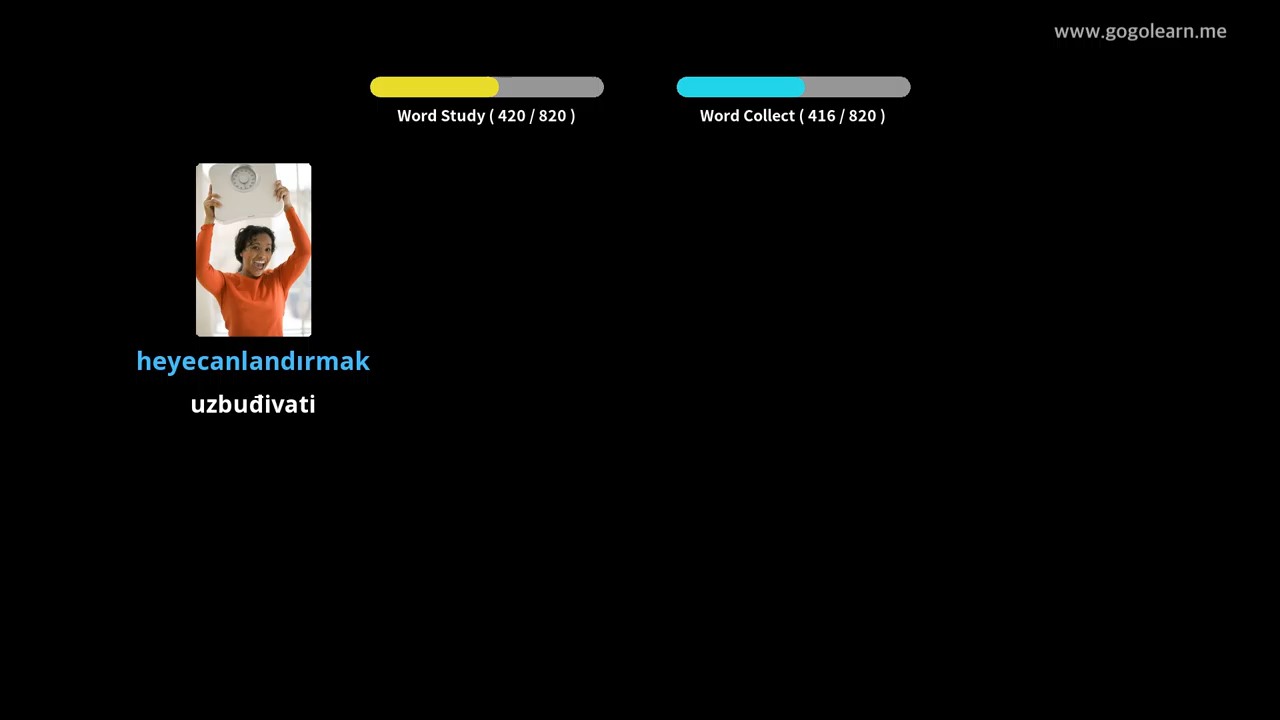 www.gogolearn.me
Word Study ( 420 / 820 )
Word Collect ( 416 / 820 )
heyecanlandırmak
uzbuđivati